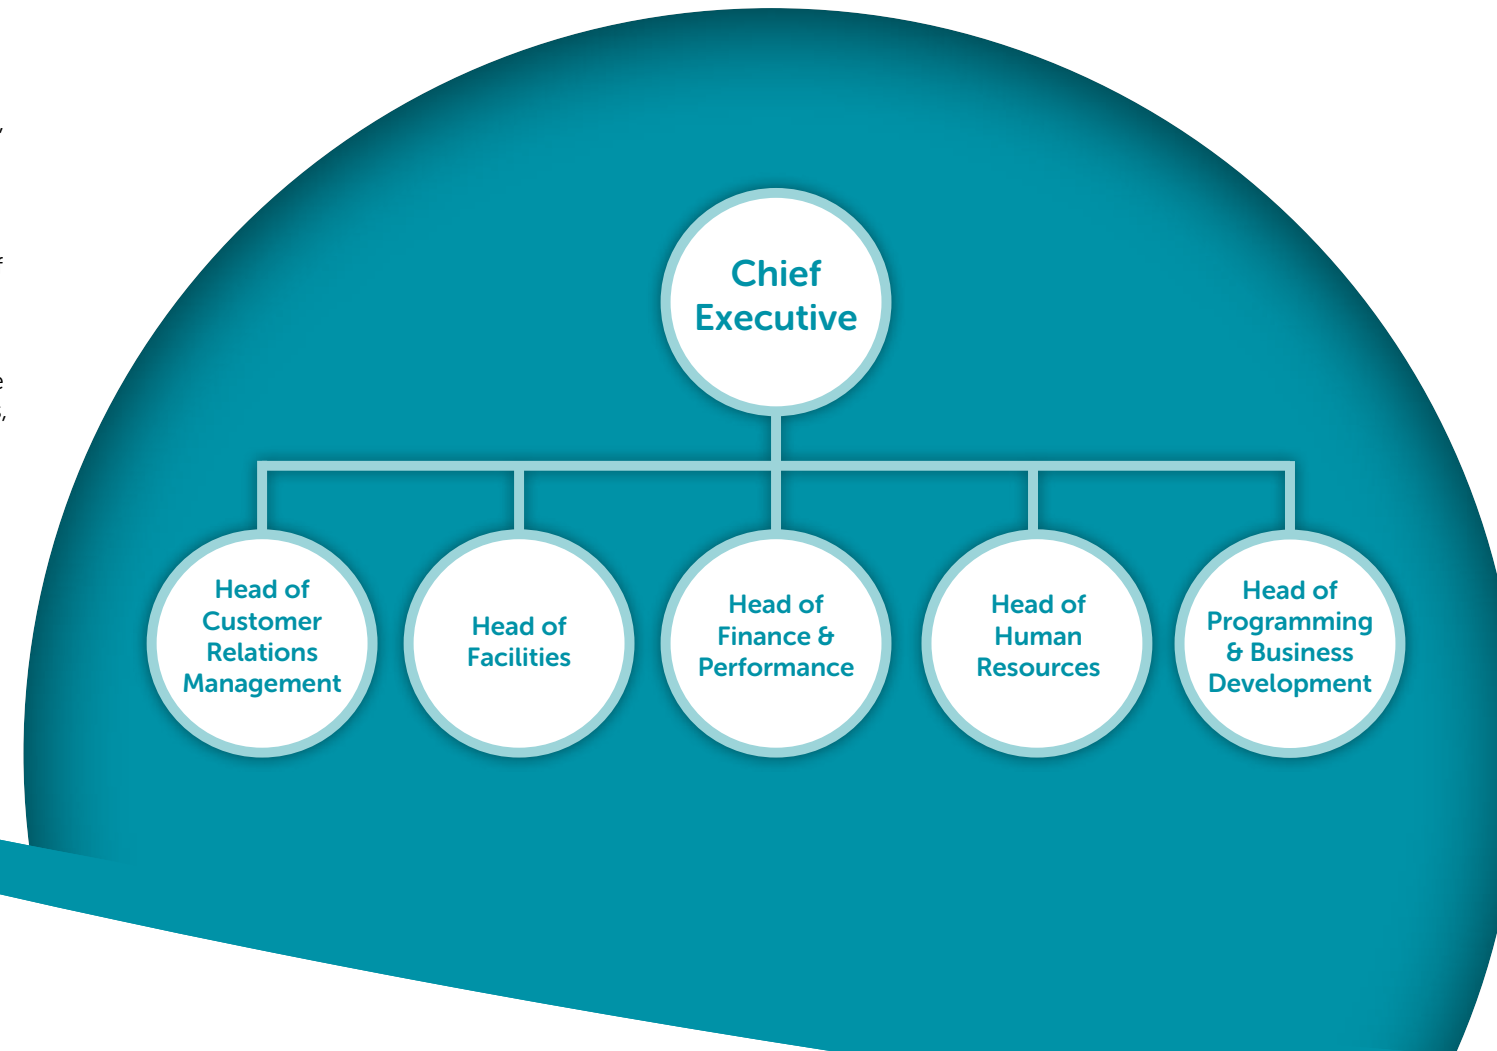 ,
f
e
s,
Chief
Executive
Head of
Customer
Relations
Management
Head of
Facilities
Head of
Finance &
Performance
Head of
Human
Resources
Head of
Programming
& Business
Development